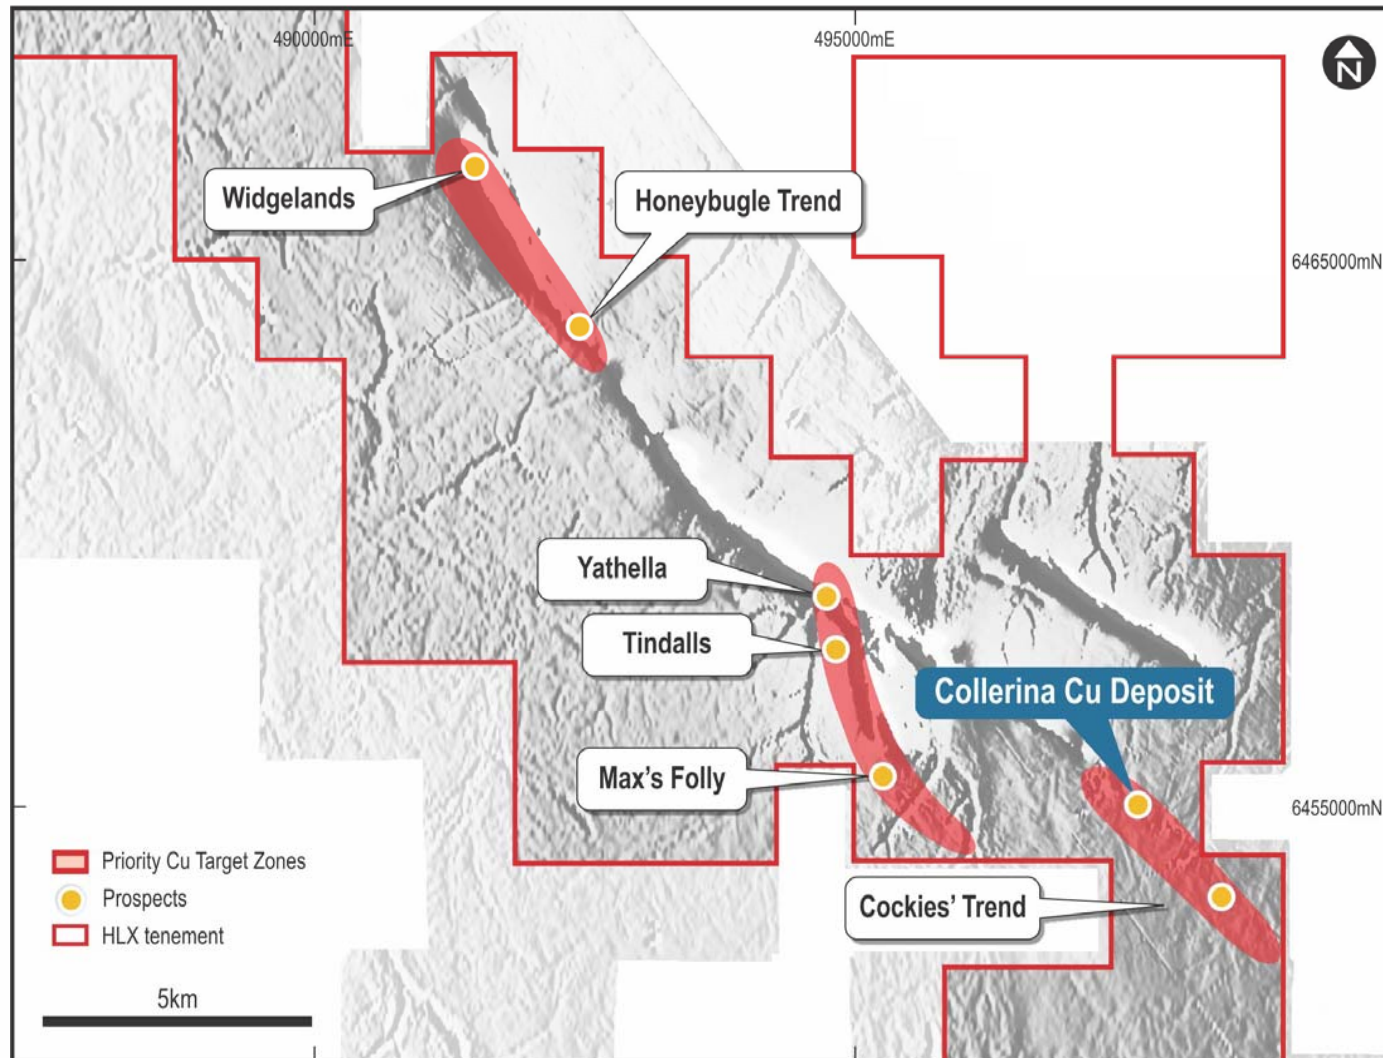 490000mE
495000mE
N
Widgelands
Honeybugle Trend
6465000mN
Yathella
Tindalls
Collerina Cu Deposit
Max's Folly
6455000mN
Priority Cu Target Zones
Prospects
Cockies' Trend
HLX tenement
5km